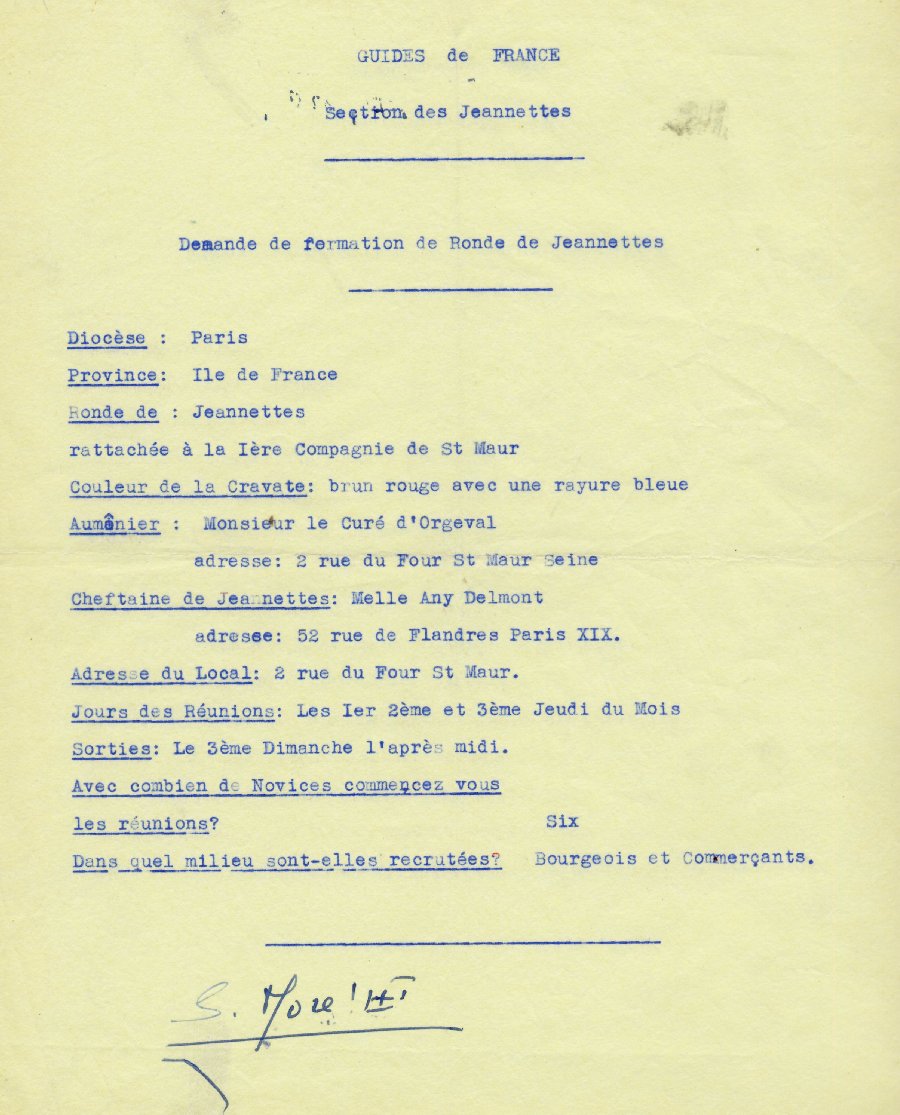 GUIDES de FRANCE
Section des Jeannettes
Demande de formation de Ronde de Jeannettes
Diocèse : Paris
Province: Ile de France
Ronde de : Jeannettes
rattachée à la Ière Compagnie de St Maur
Couleur de la Cravate: brun rouge avec une rayure bleue
Aumônier : Monsieur le Curé d'Orgeval
adresse: 2 rue du Four St Maur Seine
Cheftaine de Jeannettes: Melle Any Delmont
adresse: 52 rue de Flandres Paris XIX.
Adresse du Local: 2 rue du Four St Maur.
Jours des Réunions: Les Ier 2ème et 3ème Jeudi du Mois
Sorties: Le 3ème Dimanche l'après midi.
Avec combien de Novices commençez vous
les réunions? Six
Dans quel milieu sont-elles recrutées? Bourgeois et Commerçants.
S.